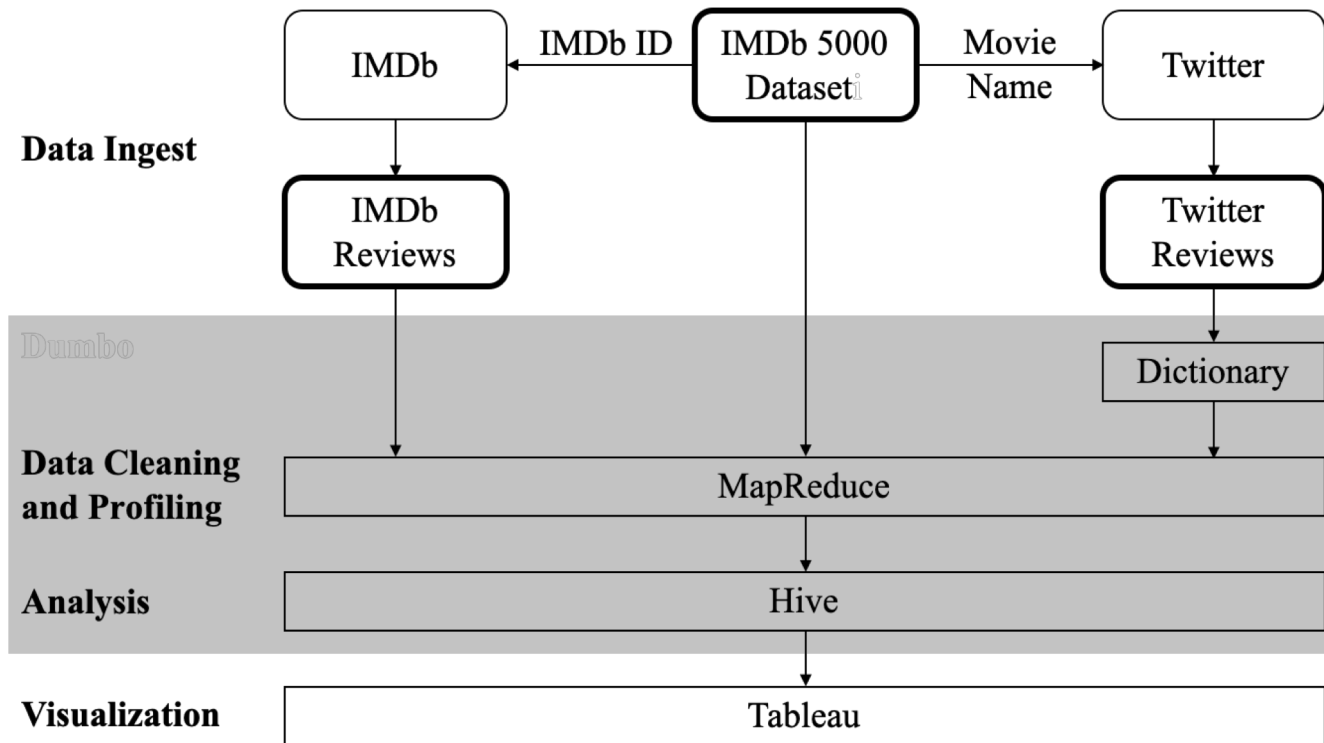 IMDb
IMDb ID
IMDb 5000
Dataseti
Movie
Name
Twitter
Data Ingest
IMDb
Reviews
Twitter
Reviews
Dumbo
Dictionary
Data Cleaning
and Profiling
MapReduce
Analysis
Hive
Visualization
Tableau